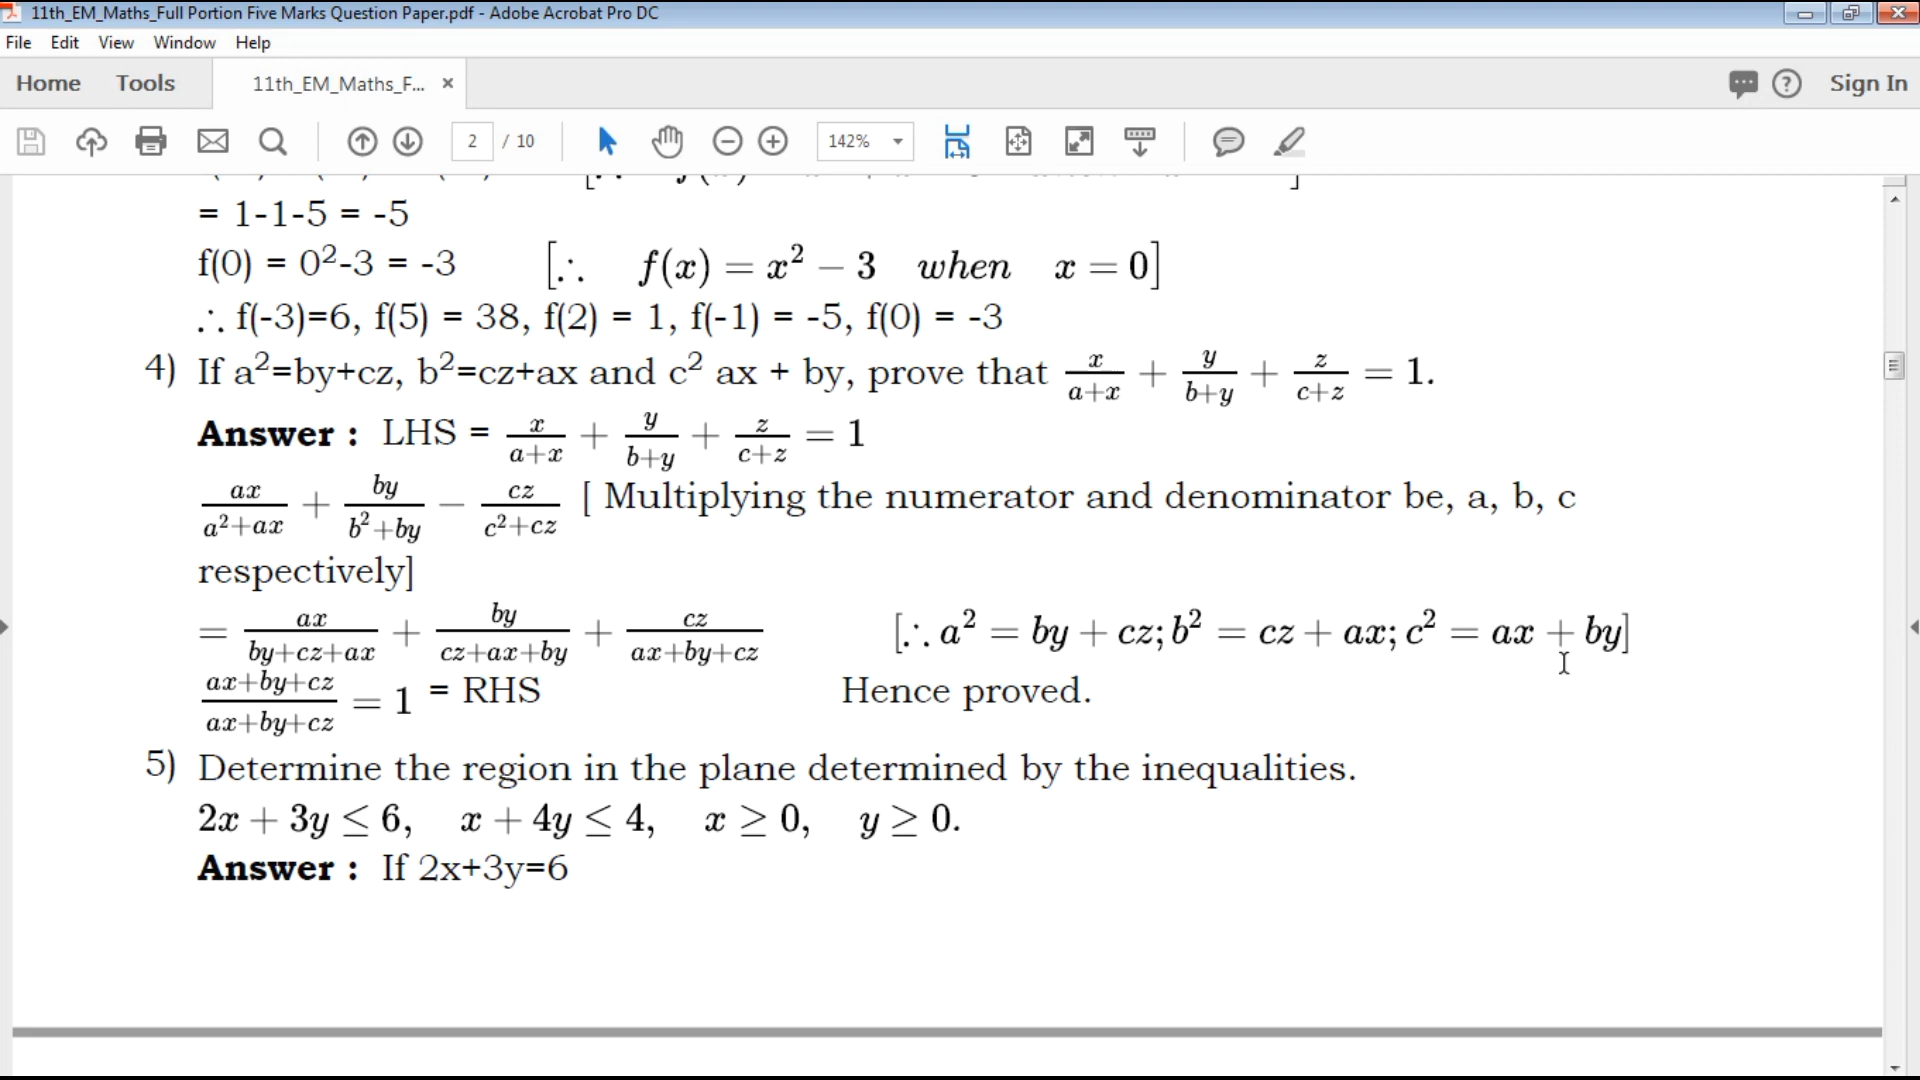 11th_EM_Maths_Full Portion Five Marks Question Paper.pdf - Adobe Acrobat Pro DC
File Edit View Window Help
Home Tools 11th_EM_Maths_F... × Sign In
2 / 10 142%
= 1-1-5 = -5
f(0) = 0²-3 = -3 [∴ f(x) = x² − 3 when x = 0]
∴ f(-3)=6, f(5) = 38, f(2) = 1, f(-1) = -5, f(0) = -3
4) If a²=by+cz, b²=cz+ax and c² ax + by, prove that x/(a+x) + y/(b+y) + z/(c+z) = 1.
Answer : LHS = x/(a+x) + y/(b+y) + z/(c+z) = 1
ax/(a²+ax) + by/(b²+by) − cz/(c²+cz) [ Multiplying the numerator and denominator be, a, b, c
respectively]
= ax/(by+cz+ax) + by/(cz+ax+by) + cz/(ax+by+cz) [∴ a² = by + cz; b² = cz + ax; c² = ax + by]
(ax+by+cz)/(ax+by+cz) = 1 = RHS Hence proved.
5) Determine the region in the plane determined by the inequalities.
2x + 3y ≤ 6, x + 4y ≤ 4, x ≥ 0, y ≥ 0.
Answer : If 2x+3y=6